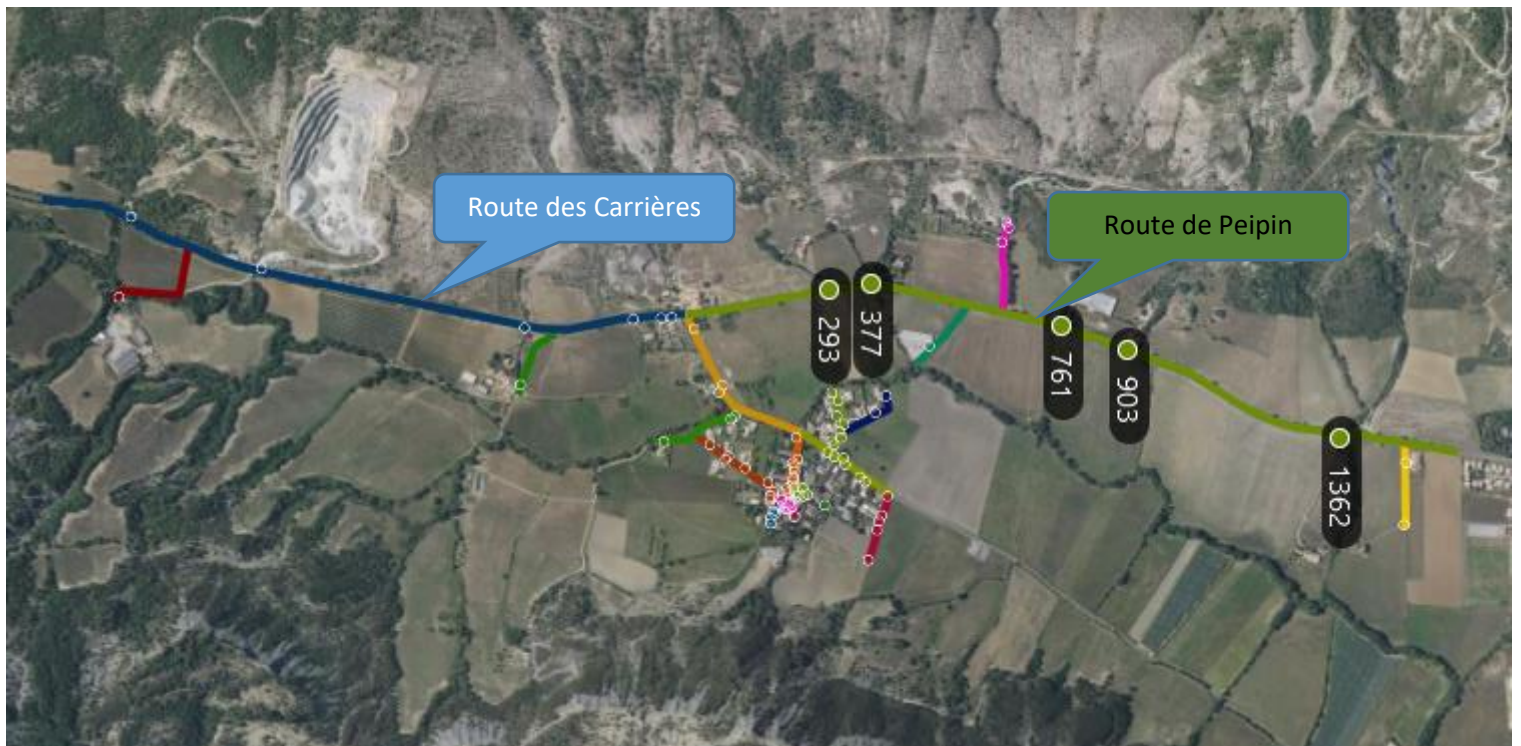 Route des Carrières
Route de Peipin
293
377
761
903
1362